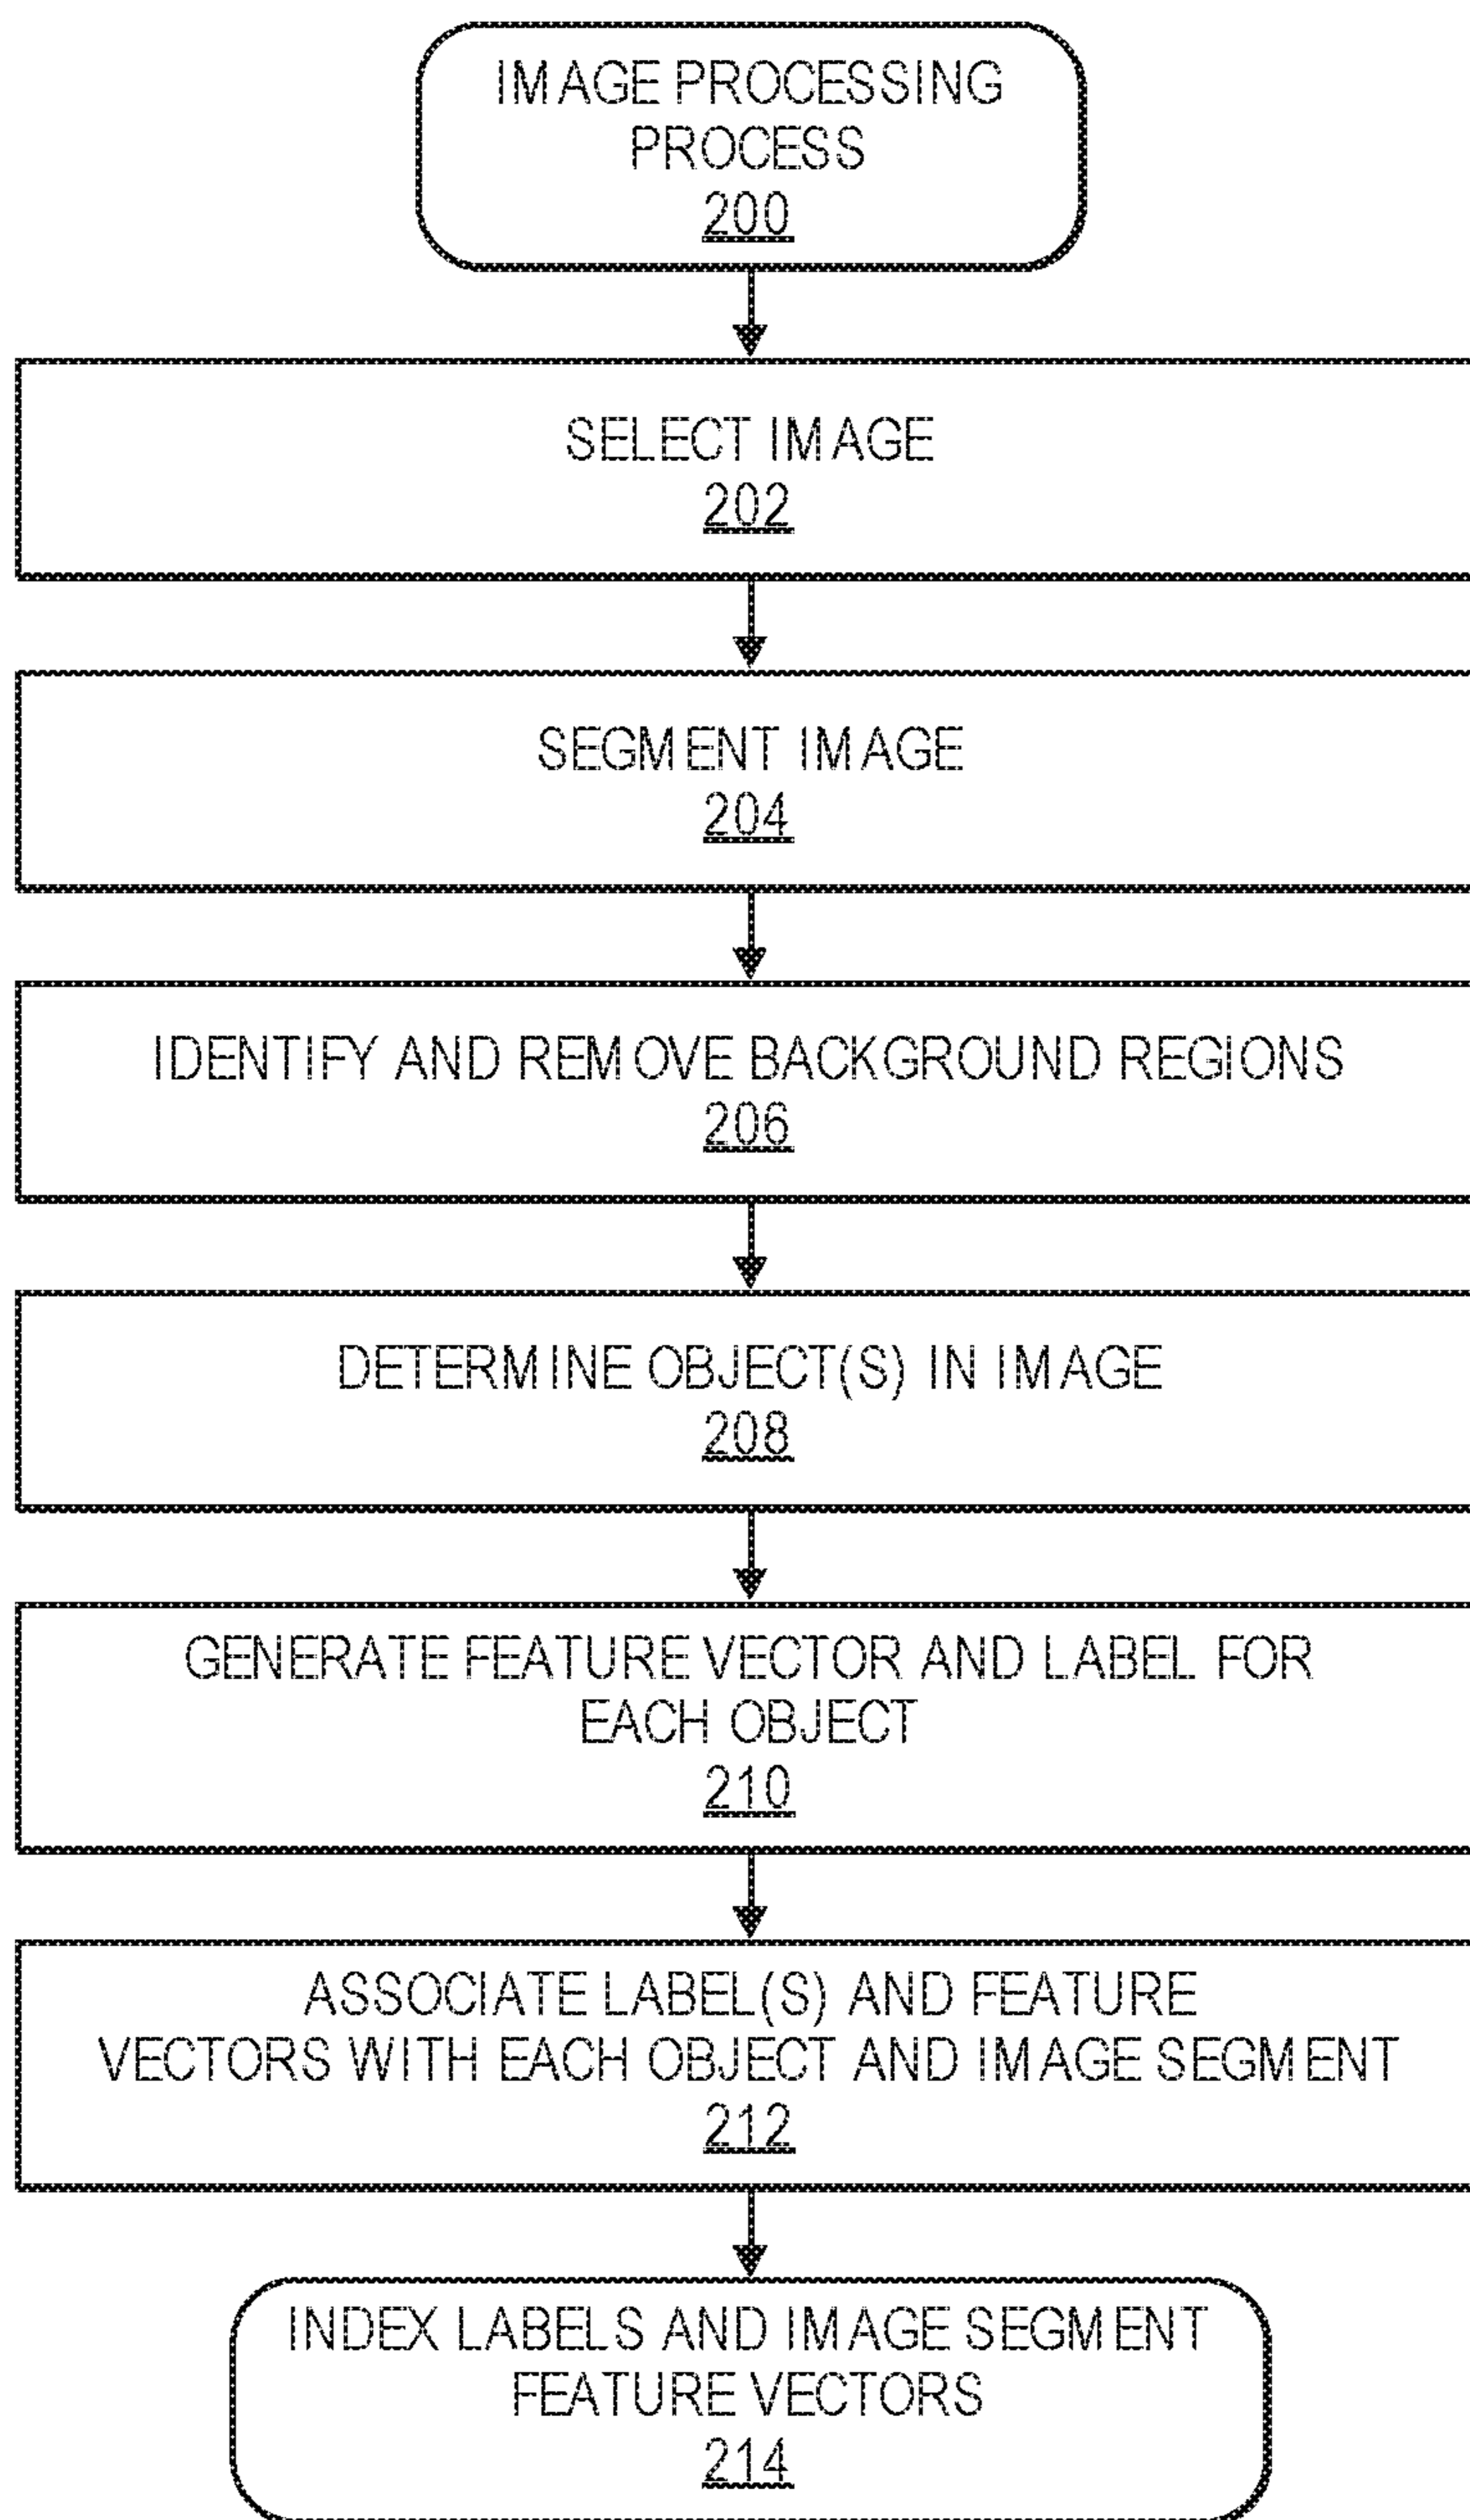 IMAGE PROCESSING
PROCESS
200
SELECT IMAGE
202
SEGMENT IMAGE
204
IDENTIFY AND REMOVE BACKGROUND REGIONS
206
DETERMINE OBJECT(S) IN IMAGE
208
GENERATE FEATURE VECTOR AND LABEL FOR
EACH OBJECT
210
ASSOCIATE LABEL(S) AND FEATURE
VECTORS WITH EACH OBJECT AND IMAGE SEGMENT
212
INDEX LABELS AND IMAGE SEGMENT
FEATURE VECTORS
214